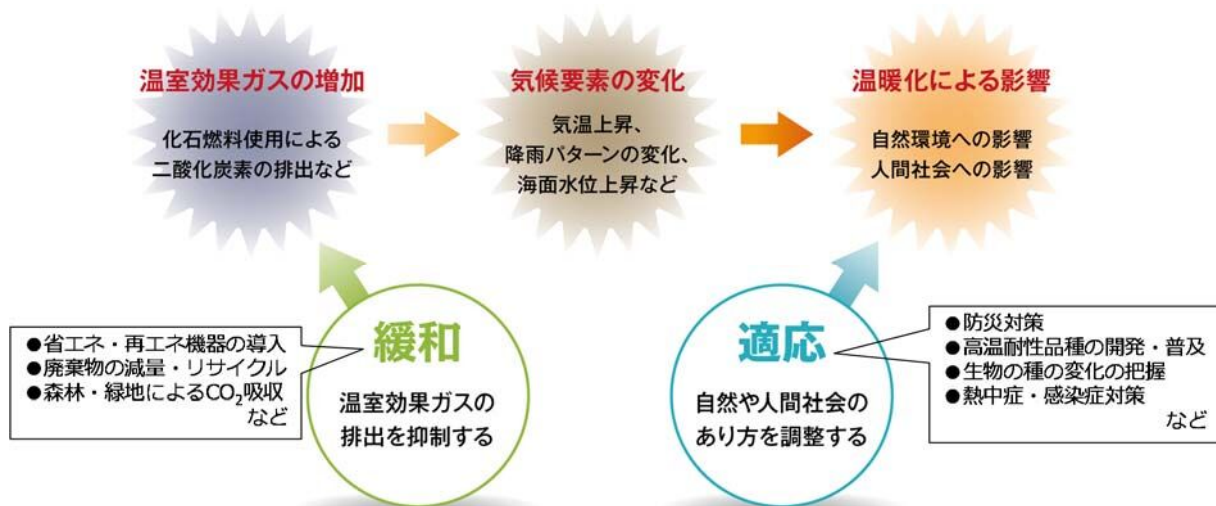 温室効果ガスの増加
化石燃料使用による
二酸化炭素の排出など
気候要素の変化
気温上昇、
降雨パターンの変化、
海面水位上昇など
温暖化による影響
自然環境への影響
人間社会への影響
●省エネ・再エネ機器の導入
●廃棄物の減量・リサイクル
●森林・緑地によるCO₂吸収
など
緩和
温室効果ガスの
排出を抑制する
適応
自然や人間社会の
あり方を調整する
●防災対策
●高温耐性品種の開発・普及
●生物の種の変化の把握
●熱中症・感染症対策
など